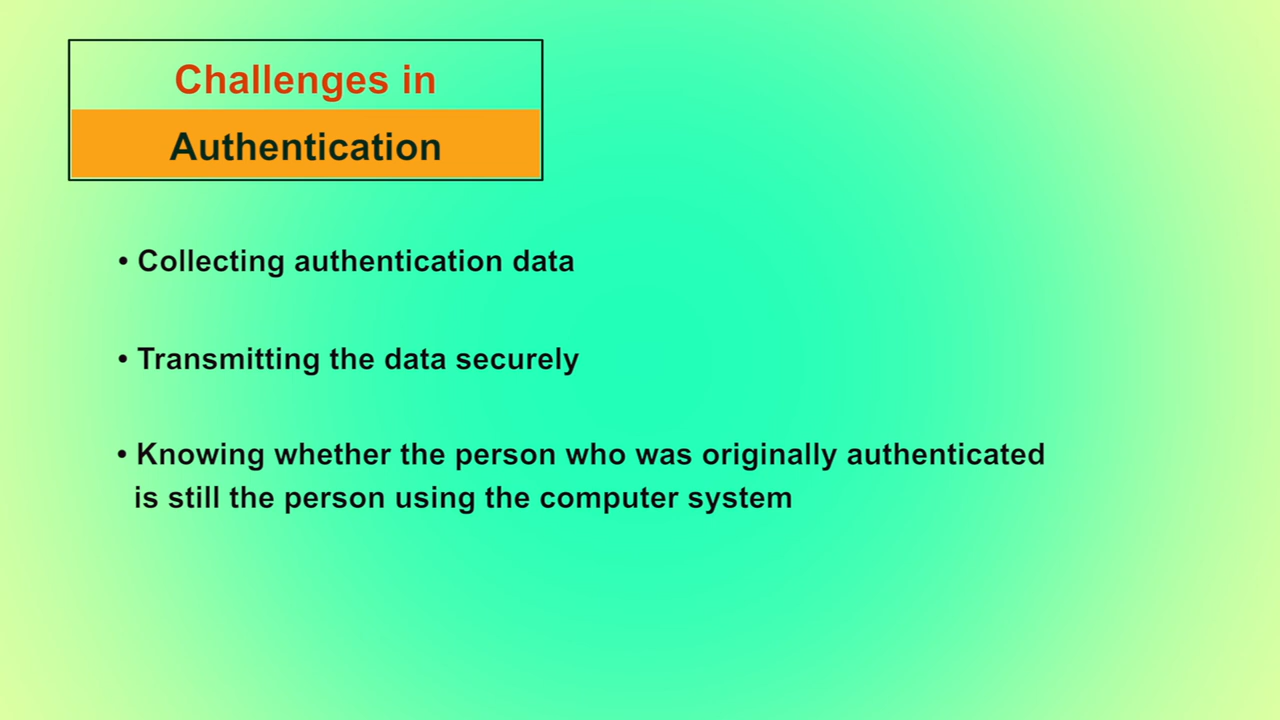 Challenges in
Authentication
• Collecting authentication data
• Transmitting the data securely
• Knowing whether the person who was originally authenticated
is still the person using the computer system